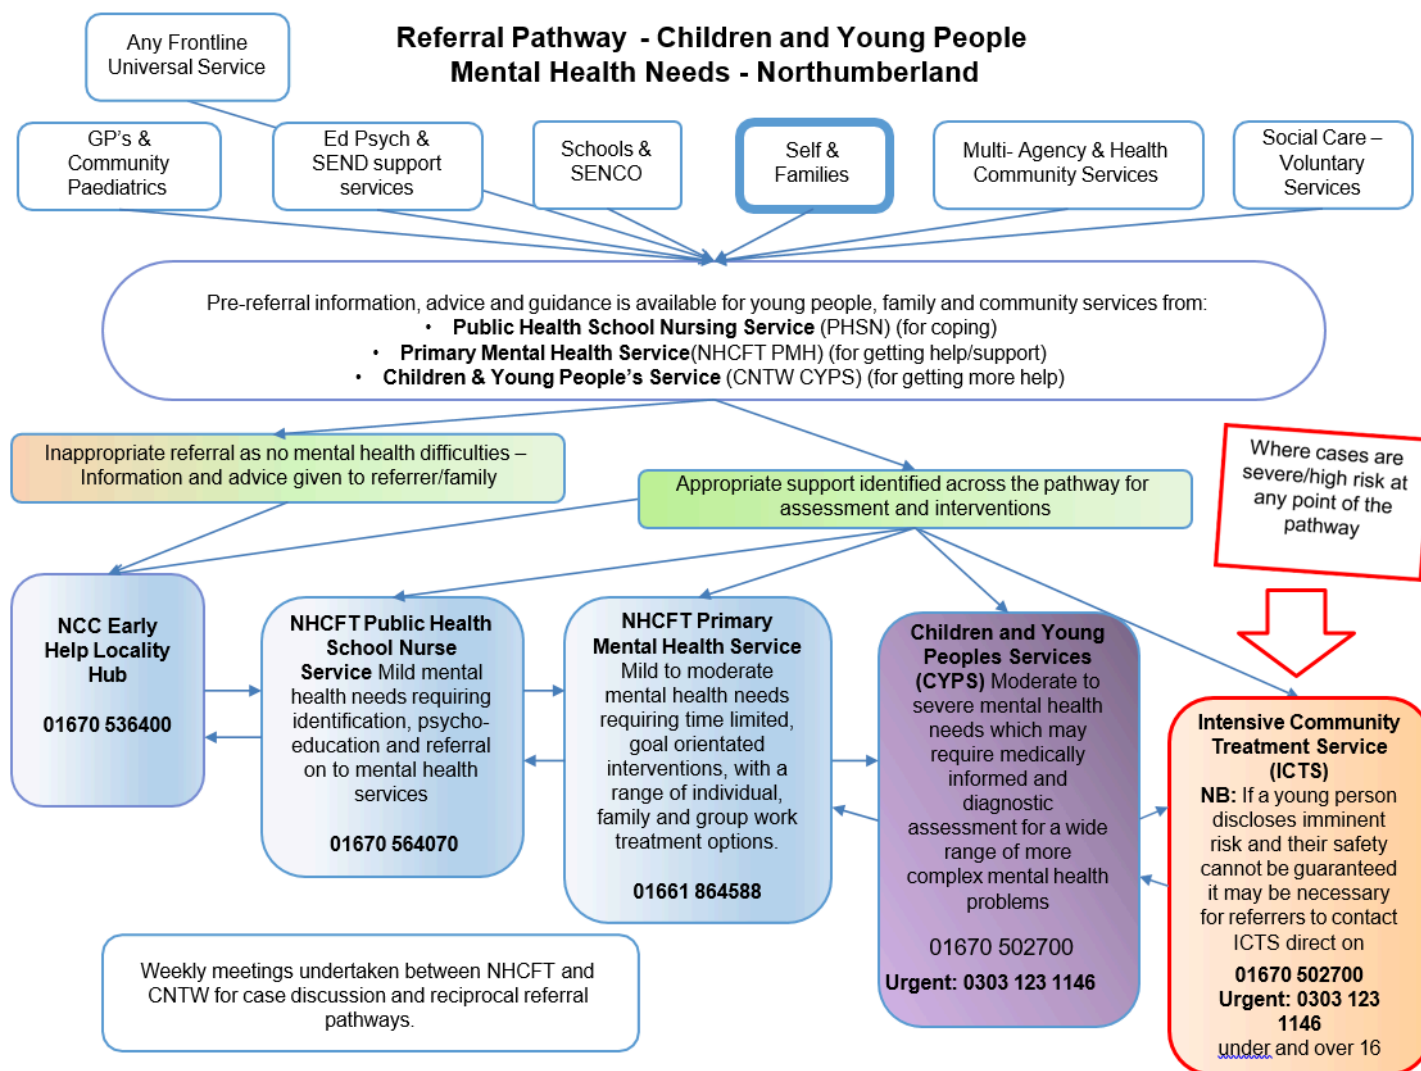 Referral Pathway - Children and Young People
Mental Health Needs - Northumberland
Any Frontline
Universal Service
GP's &
Community
Paediatrics
Ed Psych &
SEND support
services
Schools &
SENCO
Self &
Families
Multi- Agency & Health
Community Services
Social Care –
Voluntary
Services
Pre-referral information, advice and guidance is available for young people, family and community services from:
• Public Health School Nursing Service (PHSN) (for coping)
• Primary Mental Health Service(NHCFT PMH) (for getting help/support)
• Children & Young People's Service (CNTW CYPS) (for getting more help)
Inappropriate referral as no mental health difficulties –
Information and advice given to referrer/family
Appropriate support identified across the pathway for
assessment and interventions
Where cases are
severe/high risk at
any point of the
pathway
NCC Early
Help Locality
Hub
01670 536400
NHCFT Public Health
School Nurse
Service Mild mental
health needs requiring
identification, psycho-
education and referral
on to mental health
services
01670 564070
NHCFT Primary
Mental Health Service
Mild to moderate
mental health needs
requiring time limited,
goal orientated
interventions, with a
range of individual,
family and group work
treatment options.
01661 864588
Children and Young
Peoples Services
(CYPS) Moderate to
severe mental health
needs which may
require medically
informed and
diagnostic
assessment for a wide
range of more
complex mental health
problems
01670 502700
Urgent: 0303 123 1146
Intensive Community
Treatment Service
(ICTS)
NB: If a young person
discloses imminent
risk and their safety
cannot be guaranteed
it may be necessary
for referrers to contact
ICTS direct on
01670 502700
Urgent: 0303 123
1146
under and over 16
Weekly meetings undertaken between NHCFT and
CNTW for case discussion and reciprocal referral
pathways.